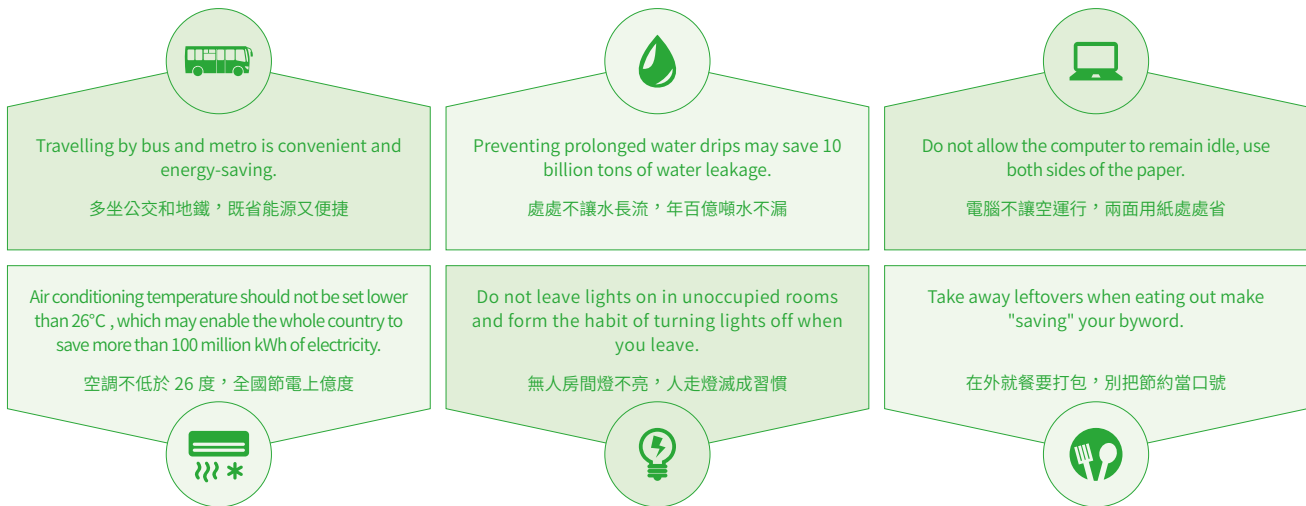 Travelling by bus and metro is convenient and
energy-saving.
多坐公交和地鐵，既省能源又便捷
Preventing prolonged water drips may save 10
billion tons of water leakage.
處處不讓水長流，年百億噸水不漏
Do not allow the computer to remain idle, use
both sides of the paper.
電腦不讓空運行，兩面用紙處處省
Air conditioning temperature should not be set lower
than 26°C , which may enable the whole country to
save more than 100 million kWh of electricity.
空調不低於 26 度，全國節電上億度
Do not leave lights on in unoccupied rooms
and form the habit of turning lights off when
you leave.
無人房間燈不亮，人走燈滅成習慣
Take away leftovers when eating out make
"saving" your byword.
在外就餐要打包，別把節約當口號